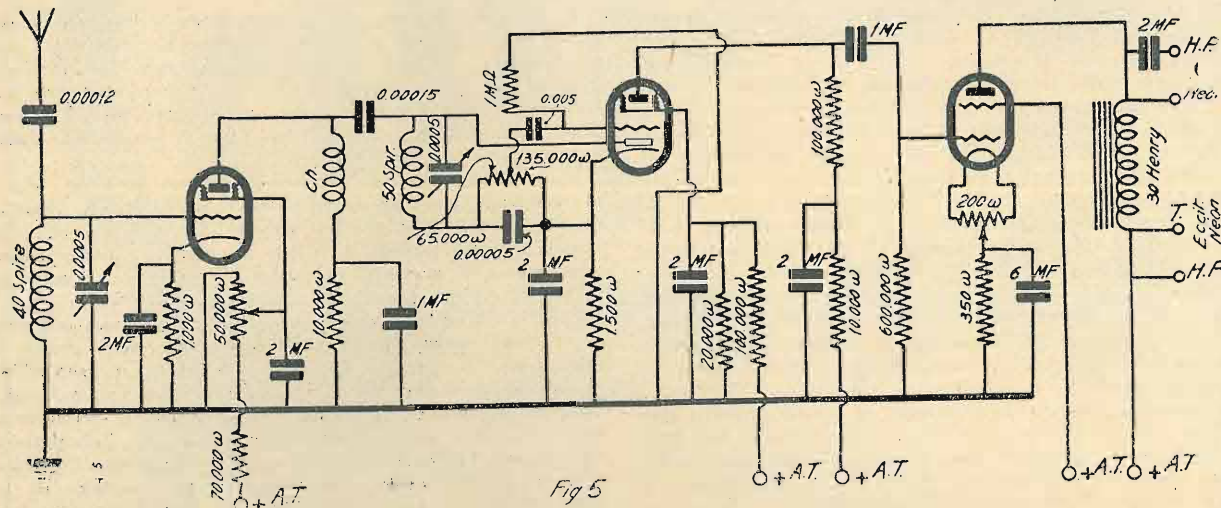 0.00012
40 Spire
0.0005
2MF
1000 ω
50.000 ω
2 MF
70.000 ω
+ A.T.
ch.
10.000 ω
1MF
0.00015
50 Spir.
0.0005
65.000 ω
135.000 ω
0.00005
1MΩ
0.005
2 MF
1.500 ω
2 MF
20.000 ω
100.000 ω
+ A.T.
100.000 ω
2 MF
10.000 ω
+ A.T.
1MF
600.000 ω
200 ω
350 ω
6 MF
+ A.T.
30 Henry
2MF
H.F.
T.
Eccit.
Neon
H.F.
+ A.T.
Fig 5